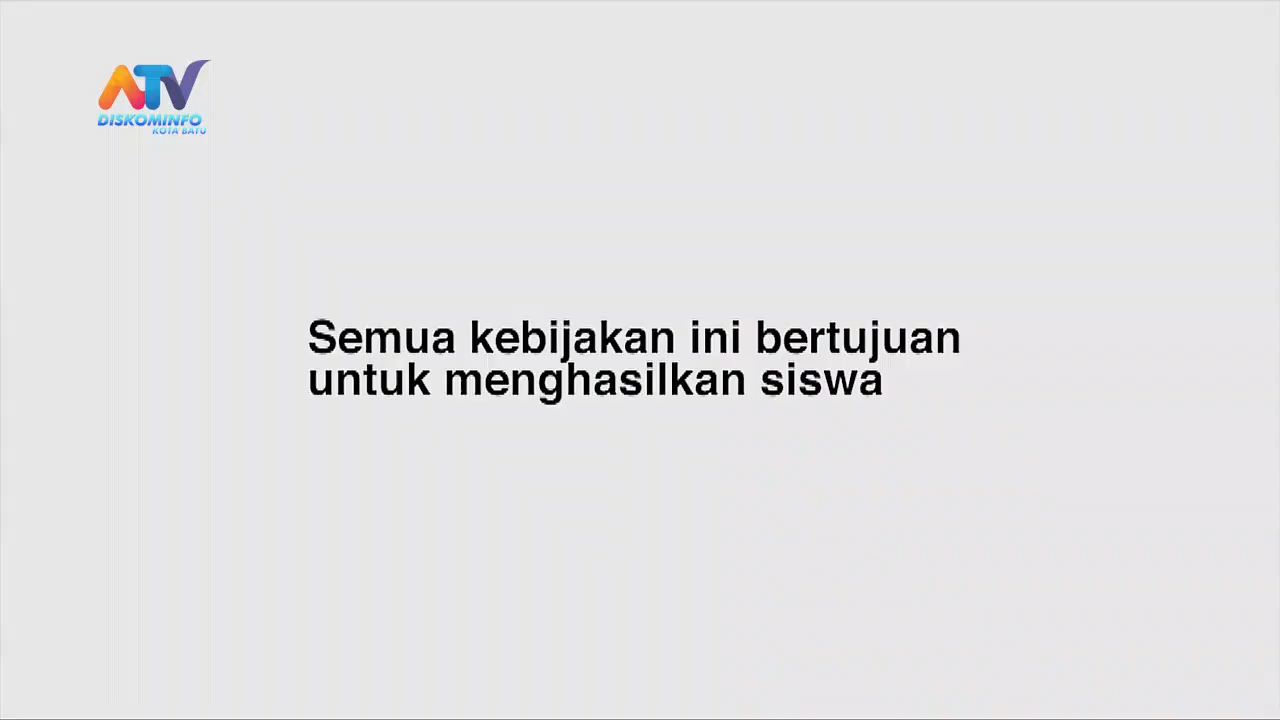 ATV
DISKOMINFO
KOTA BATU
Semua kebijakan ini bertujuan
untuk menghasilkan siswa